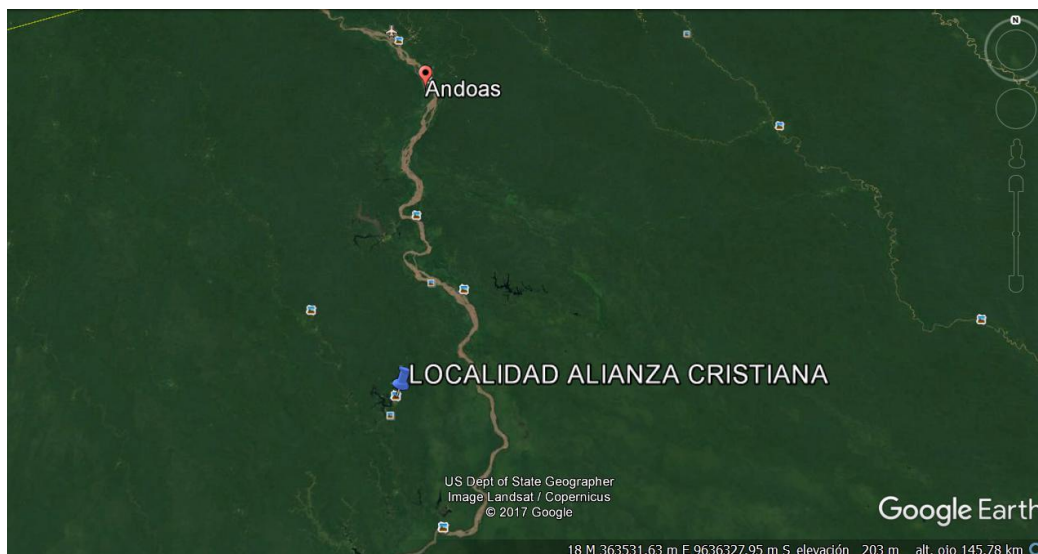 N
Andoas
LOCALIDAD ALIANZA CRISTIANA
US Dept of State Geographer
Image Landsat / Copernicus
© 2017 Google
Google Earth
18 M 363531.63 m E 9636327.95 m S elevación 203 m alt. ojo 145.78 km